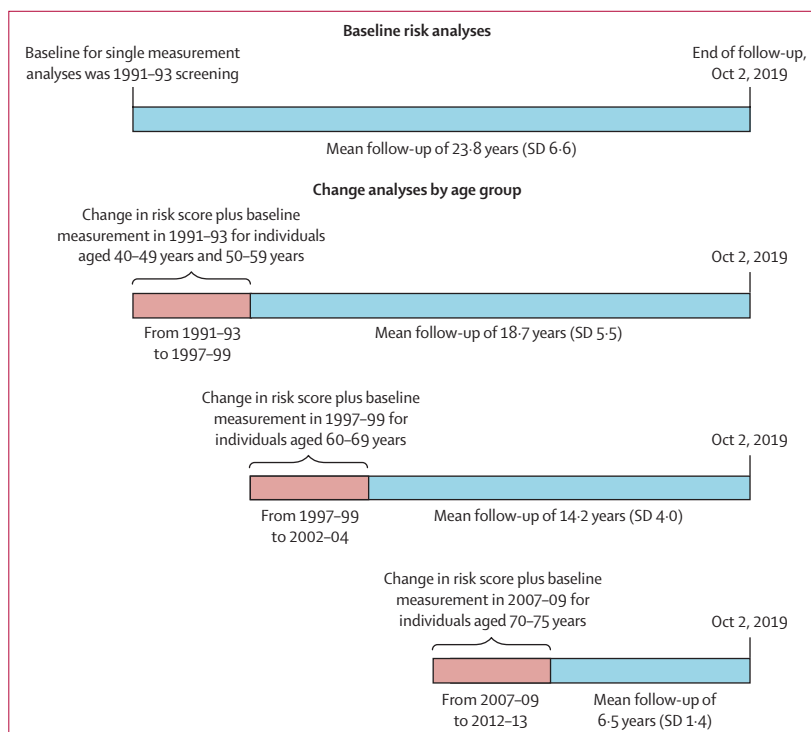 Baseline risk analyses
Baseline for single measurement
analyses was 1991–93 screening
End of follow-up,
Oct 2, 2019
Mean follow-up of 23·8 years (SD 6·6)
Change analyses by age group
Change in risk score plus baseline
measurement in 1991–93 for individuals
aged 40–49 years and 50–59 years
Oct 2, 2019
From 1991–93
to 1997–99
Mean follow-up of 18·7 years (SD 5·5)
Change in risk score plus baseline
measurement in 1997–99 for
individuals aged 60–69 years
Oct 2, 2019
From 1997–99
to 2002–04
Mean follow-up of 14·2 years (SD 4·0)
Change in risk score plus baseline
measurement in 2007–09 for
individuals aged 70–75 years
Oct 2, 2019
From 2007–09
to 2012–13
Mean follow-up of
6·5 years (SD 1·4)